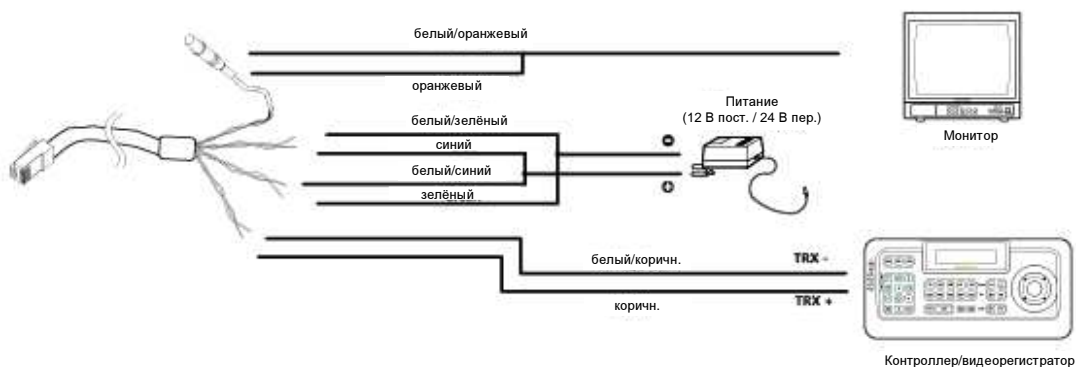 белый/оранжевый
оранжевый
Питание
(12 В пост. / 24 В пер.)
Монитор
белый/зелёный
синий
белый/синий
зелёный
белый/коричн.
TRX -
коричн.
TRX +
Контроллер/видеорегистратор